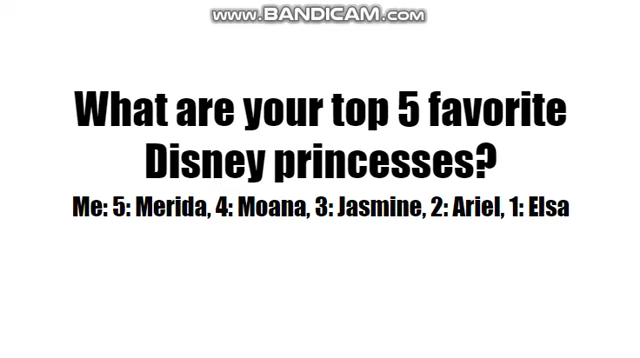 www.BANDICAM.com
What are your top 5 favorite
Disney princesses?
Me: 5: Merida, 4: Moana, 3: Jasmine, 2: Ariel, 1: Elsa